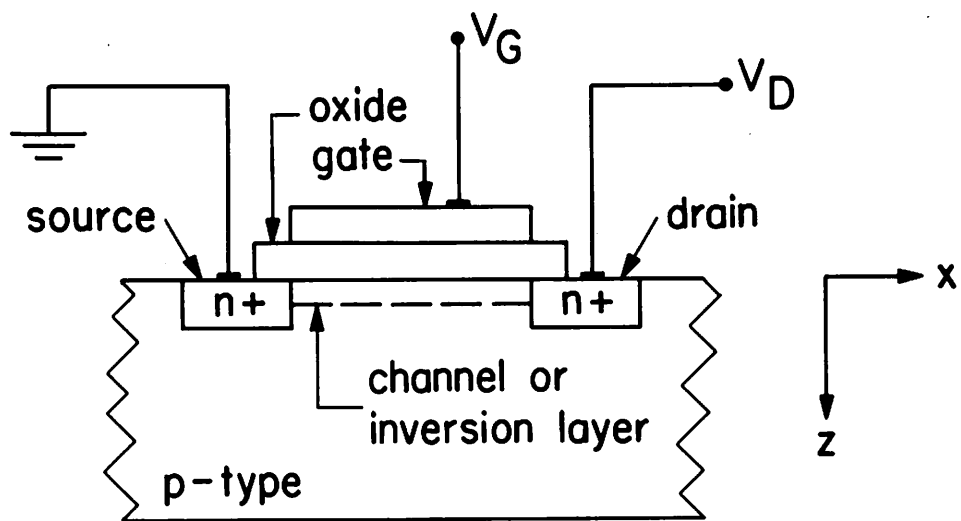 V_G
V_D
oxide
gate
source
drain
n+
n+
x
channel or
inversion layer
z
p-type